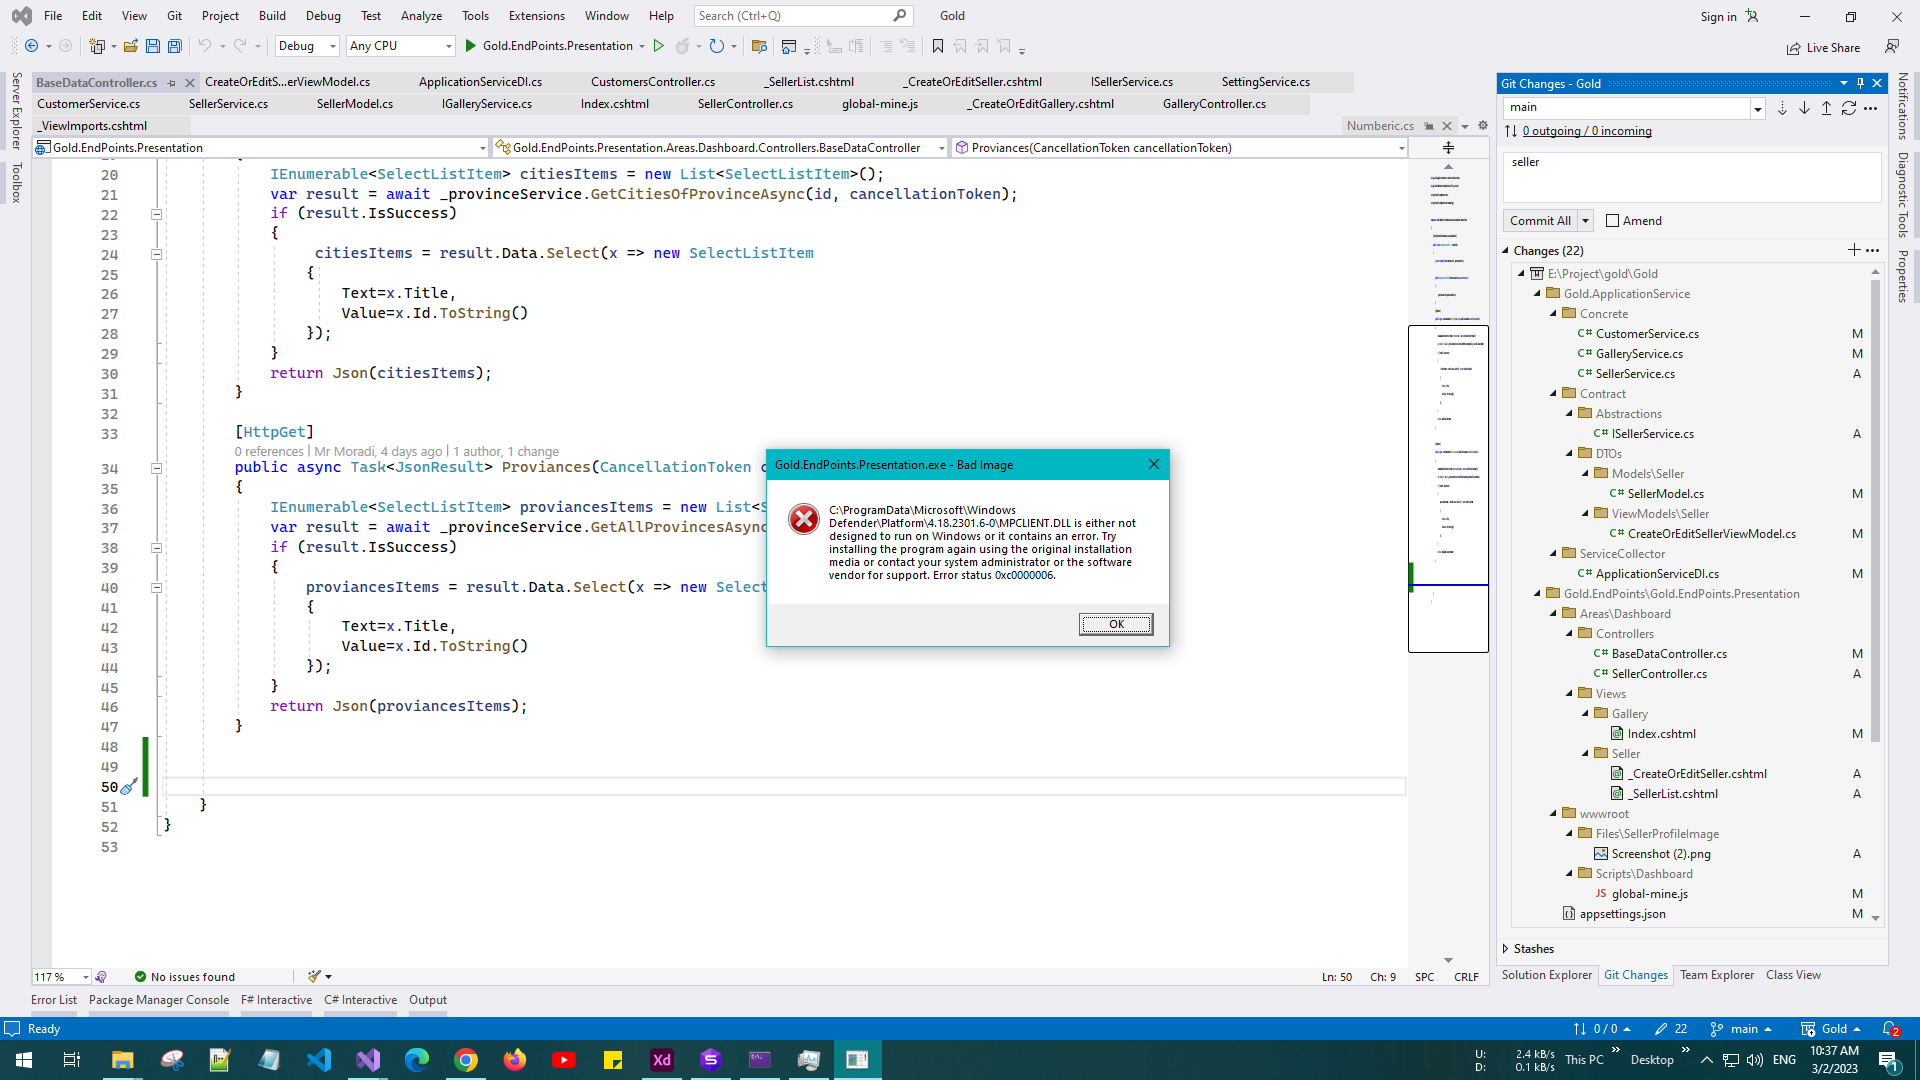 File Edit View Git Project Build Debug Test Analyze Tools Extensions Window Help Search (Ctrl+Q) Gold Sign in
Debug Any CPU Gold.EndPoints.Presentation Live Share
BaseDataController.cs CreateOrEditS...erViewModel.cs ApplicationServiceDI.cs CustomersController.cs _SellerList.cshtml _CreateOrEditSeller.cshtml ISellerService.cs SettingService.cs
CustomerService.cs SellerService.cs SellerModel.cs IGalleryService.cs Index.cshtml SellerController.cs global-mine.js _CreateOrEditGallery.cshtml GalleryController.cs
_ViewImports.cshtml Numberic.cs
Gold.EndPoints.Presentation Gold.EndPoints.Presentation.Areas.Dashboard.Controllers.BaseDataController Proviances(CancellationToken cancellationToken)
Server Explorer
Toolbox
20 IEnumerable<SelectListItem> citiesItems = new List<SelectListItem>();
21 var result = await _provinceService.GetCitiesOfProvinceAsync(id, cancellationToken);
22 if (result.IsSuccess)
23 {
24 citiesItems = result.Data.Select(x => new SelectListItem
25 {
26 Text=x.Title,
27 Value=x.Id.ToString()
28 });
29 }
30 return Json(citiesItems);
31 }
32
33 [HttpGet]
0 references | Mr Moradi, 4 days ago | 1 author, 1 change
34 public async Task<JsonResult> Proviances(CancellationToken c
35 {
36 IEnumerable<SelectListItem> proviancesItems = new List<S
37 var result = await _provinceService.GetAllProvincesAsync
38 if (result.IsSuccess)
39 {
40 proviancesItems = result.Data.Select(x => new Select
41 {
42 Text=x.Title,
43 Value=x.Id.ToString()
44 });
45 }
46 return Json(proviancesItems);
47 }
48
49
50
51 }
52 }
53
Gold.EndPoints.Presentation.exe - Bad Image
C:\ProgramData\Microsoft\Windows
Defender\Platform\4.18.2301.6-0\MPCLIENT.DLL is either not
designed to run on Windows or it contains an error. Try
installing the program again using the original installation
media or contact your system administrator or the software
vendor for support. Error status 0xc0000006.
OK
Git Changes - Gold
main
0 outgoing / 0 incoming
seller
Commit All Amend
Changes (22)
E:\Project\gold\Gold
Gold.ApplicationService
Concrete
C# CustomerService.cs M
C# GalleryService.cs M
C# SellerService.cs A
Contract
Abstractions
C# ISellerService.cs A
DTOs
Models\Seller
C# SellerModel.cs M
ViewModels\Seller
C# CreateOrEditSellerViewModel.cs M
ServiceCollector
C# ApplicationServiceDI.cs M
Gold.EndPoints\Gold.EndPoints.Presentation
Areas\Dashboard
Controllers
C# BaseDataController.cs M
C# SellerController.cs A
Views
Gallery
Index.cshtml M
Seller
_CreateOrEditSeller.cshtml A
_SellerList.cshtml A
wwwroot
Files\SellerProfileImage
Screenshot (2).png A
Scripts\Dashboard
JS global-mine.js M
appsettings.json M
Stashes
Solution Explorer Git Changes Team Explorer Class View
Notifications
Diagnostic Tools
Properties
117 % No issues found Ln: 50 Ch: 9 SPC CRLF
Error List Package Manager Console F# Interactive C# Interactive Output
Ready 0 / 0 22 main Gold 2
Xd U: 2.4 kB/s This PC Desktop ENG 10:37 AM
D: 0.1 kB/s 3/2/2023 1